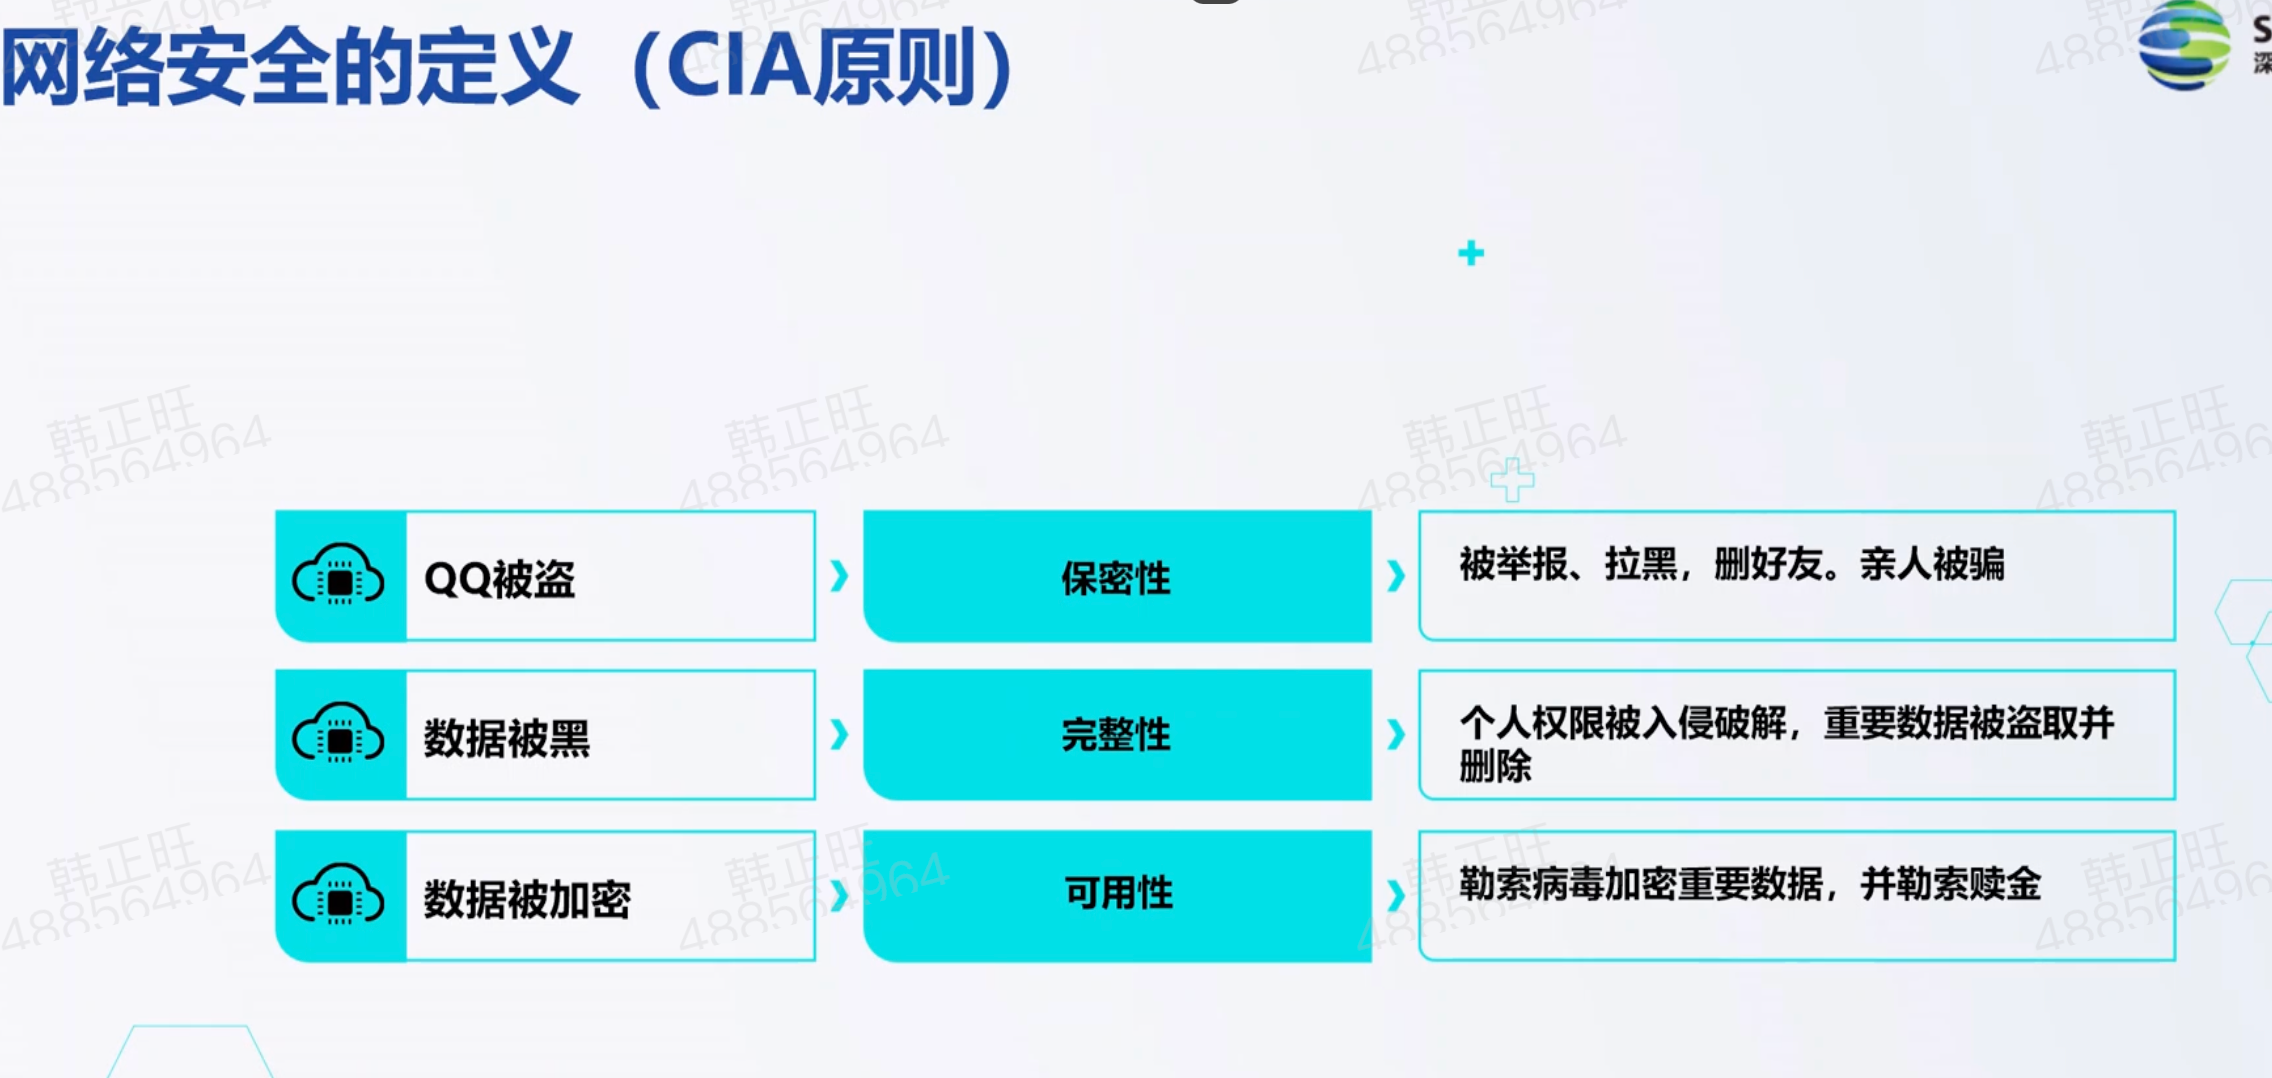 网络安全的定义（CIA原则）
S
深
QQ被盗
保密性
被举报、拉黑，删好友。亲人被骗
数据被黑
完整性
个人权限被入侵破解，重要数据被盗取并
删除
数据被加密
可用性
勒索病毒加密重要数据，并勒索赎金
韩正旺
488564964